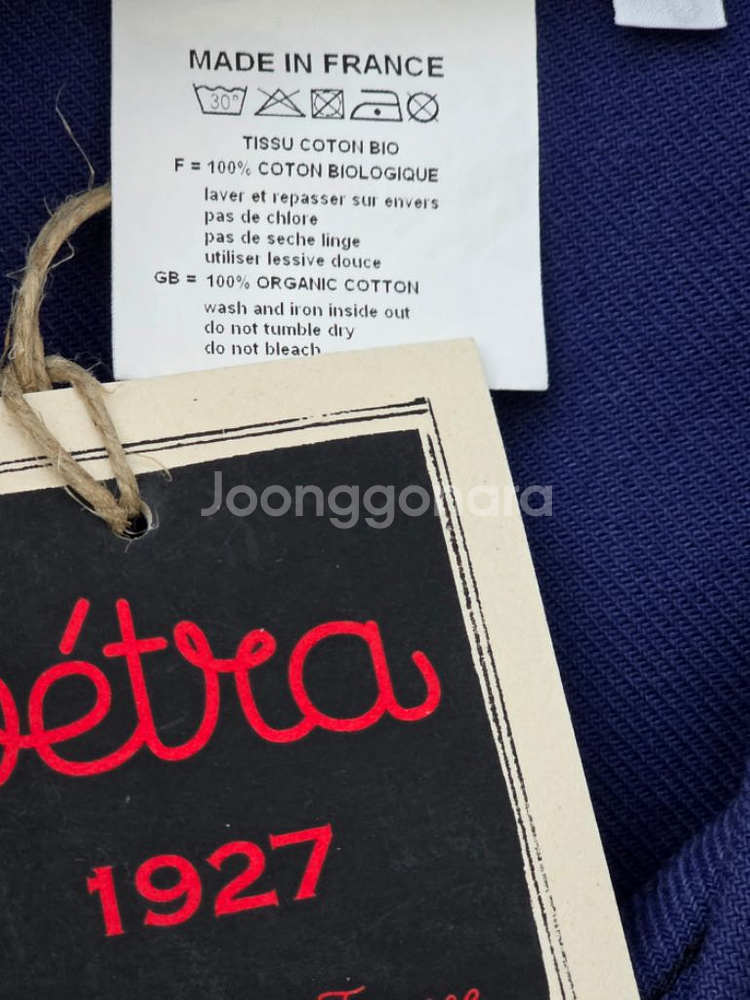 MADE IN FRANCE
30°
TISSU COTON BIO
F = 100% COTON BIOLOGIQUE
laver et repasser sur envers
pas de chlore
pas de seche linge
utiliser lessive douce
GB = 100% ORGANIC COTTON
wash and iron inside out
do not tumble dry
do not bleach
Joonggonara
étra
1927